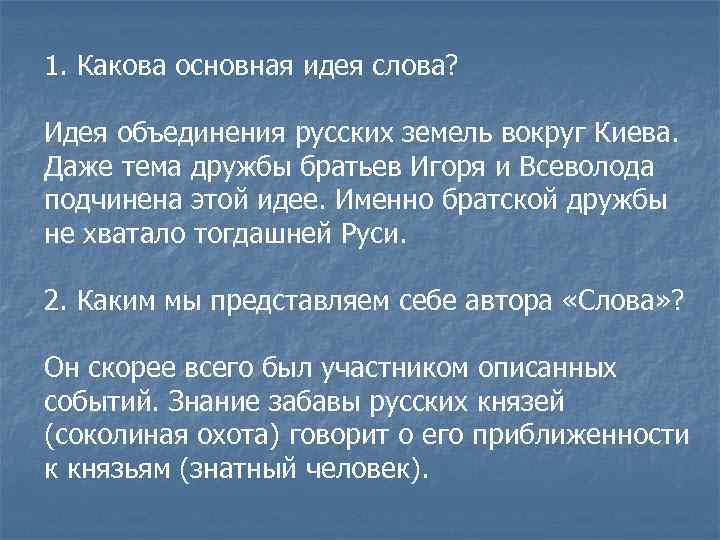 1. Какова основная идея слова?
Идея объединения русских земель вокруг Киева.
Даже тема дружбы братьев Игоря и Всеволода
подчинена этой идее. Именно братской дружбы
не хватало тогдашней Руси.
2. Каким мы представляем себе автора «Слова» ?
Он скорее всего был участником описанных
событий. Знание забавы русских князей
(соколиная охота) говорит о его приближенности
к князьям (знатный человек).